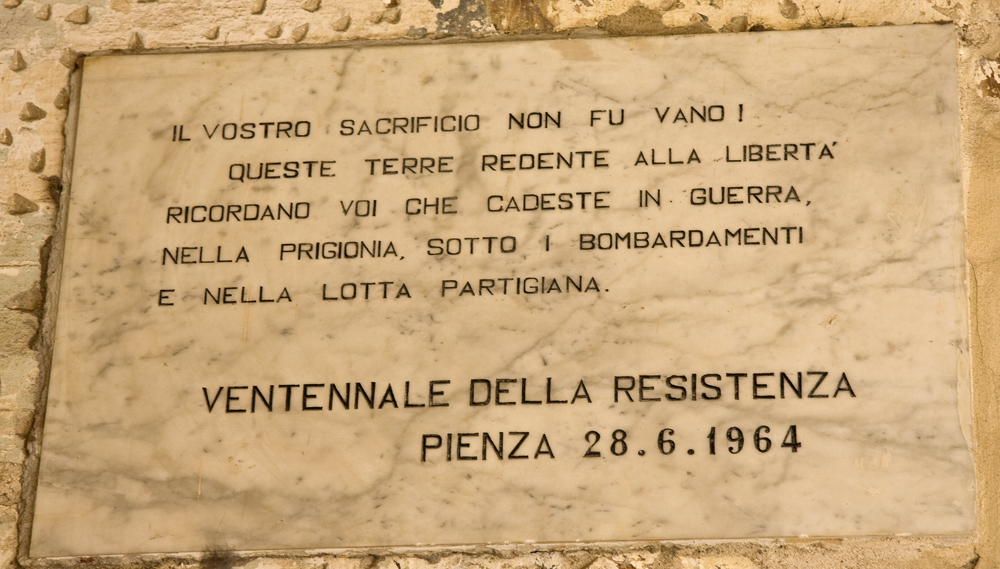 IL VOSTRO SACRIFICIO NON FU VANO !
QUESTE TERRE REDENTE ALLA LIBERTA'
RICORDANO VOI CHE CADESTE IN GUERRA,
NELLA PRIGIONIA, SOTTO I BOMBARDAMENTI
E NELLA LOTTA PARTIGIANA.
VENTENNALE DELLA RESISTENZA
PIENZA 28.6.1964